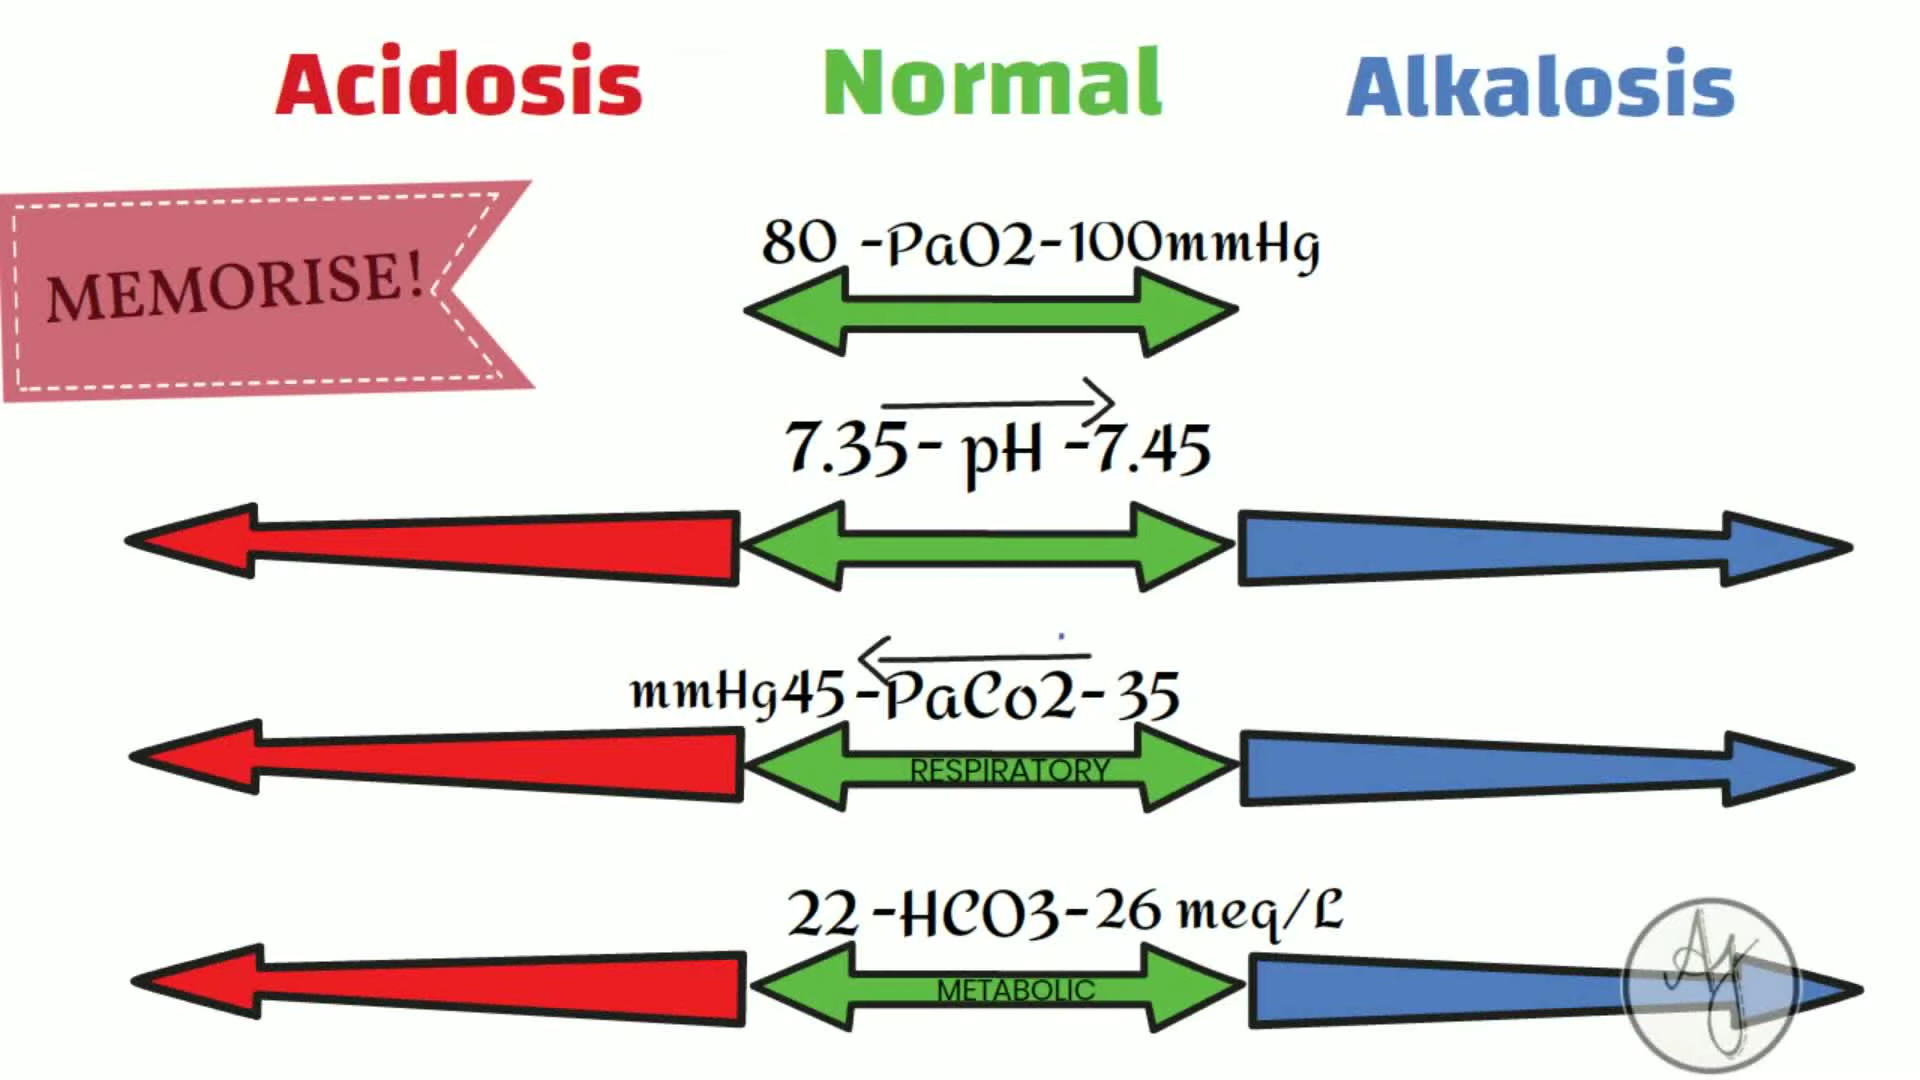 Acidosis Normal Alkalosis
MEMORISE!
80 -PaO2-100mmHg
7.35- pH -7.45
mmHg45-PaCo2-35
RESPIRATORY
22-HCO3-26 meq/L
METABOLIC